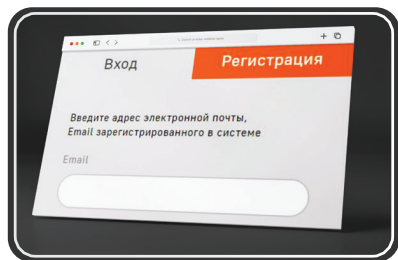 Вход
Регистрация
Введите адрес электронной почты,
Email зарегистрированного в системе
Email